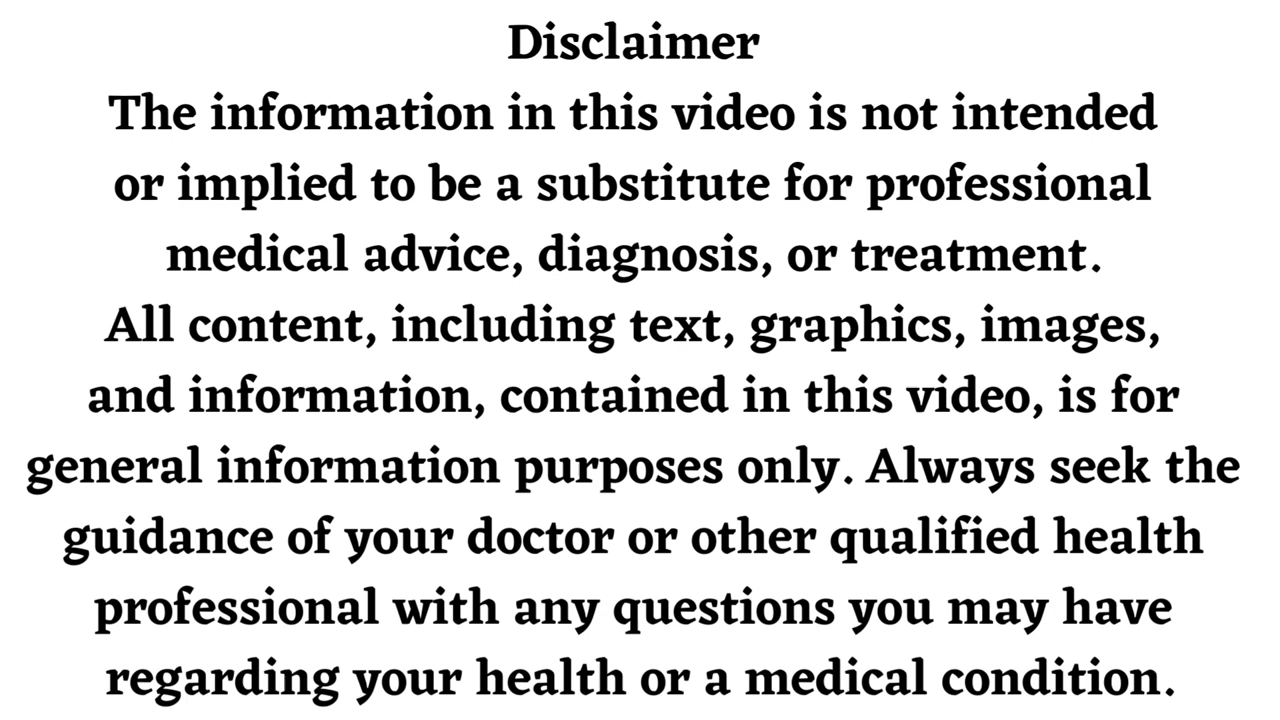 Disclaimer
The information in this video is not intended
or implied to be a substitute for professional
medical advice, diagnosis, or treatment.
All content, including text, graphics, images,
and information, contained in this video, is for
general information purposes only. Always seek the
guidance of your doctor or other qualified health
professional with any questions you may have
regarding your health or a medical condition.